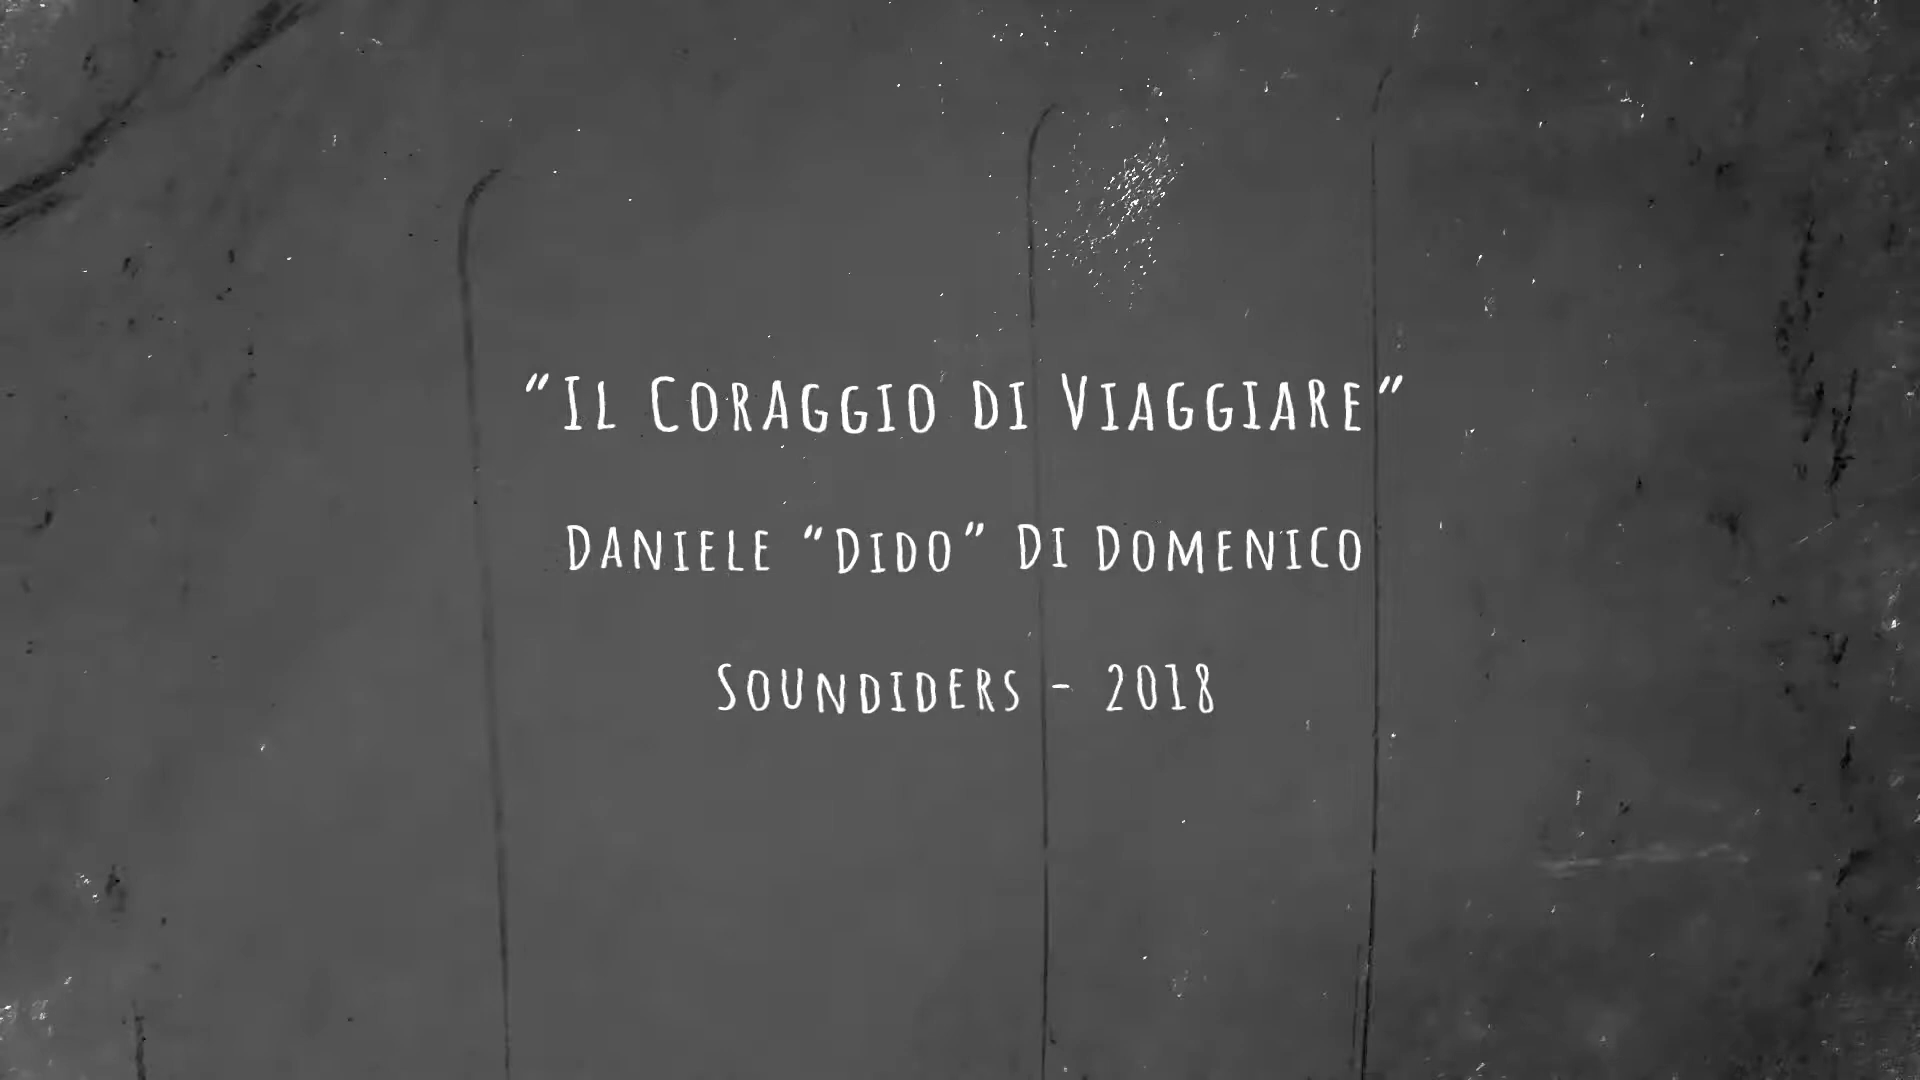 "Il Coraggio di Viaggiare"
Daniele "Dido" Di Domenico
Soundiders - 2018